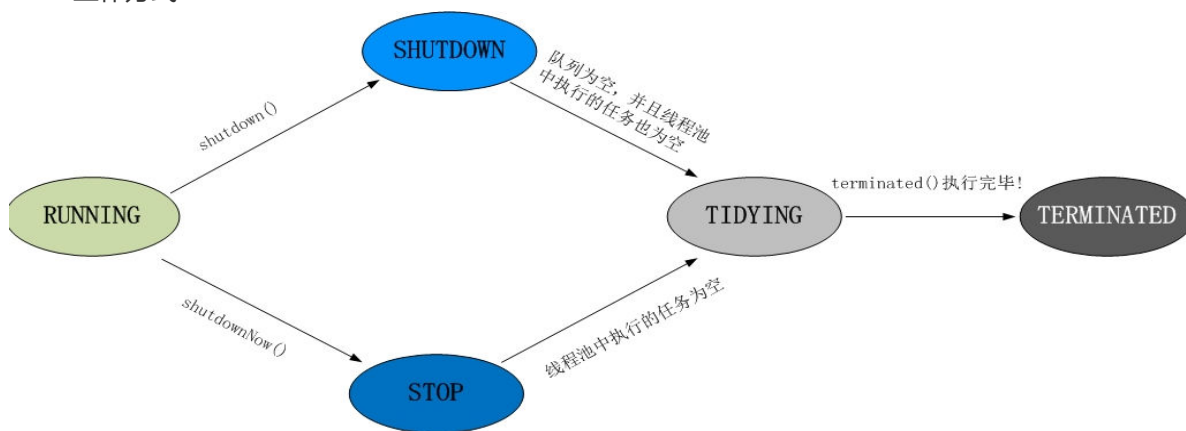 SHUTDOWN
队列为空，并且线程池
中执行的任务也为空
shutdown()
RUNNING
TIDYING
terminated()执行完毕!
TERMINATED
shutdownNow()
线程池中执行的任务为空
STOP